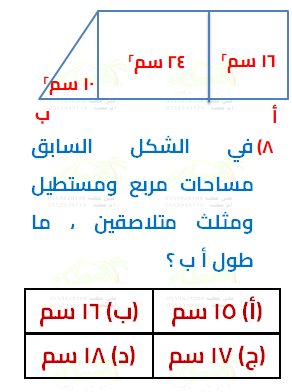 ١٦ سم٢ ٢٤ سم٢ ١٠ سم٢
أ ب
٨) في الشكل السابق
مساحات مربع ومستطيل
ومثلث متلاصقين ، ما
طول أ ب ؟
(أ) ١٥ سم (ب) ١٦ سم
(ج) ١٧ سم (د) ١٨ سم